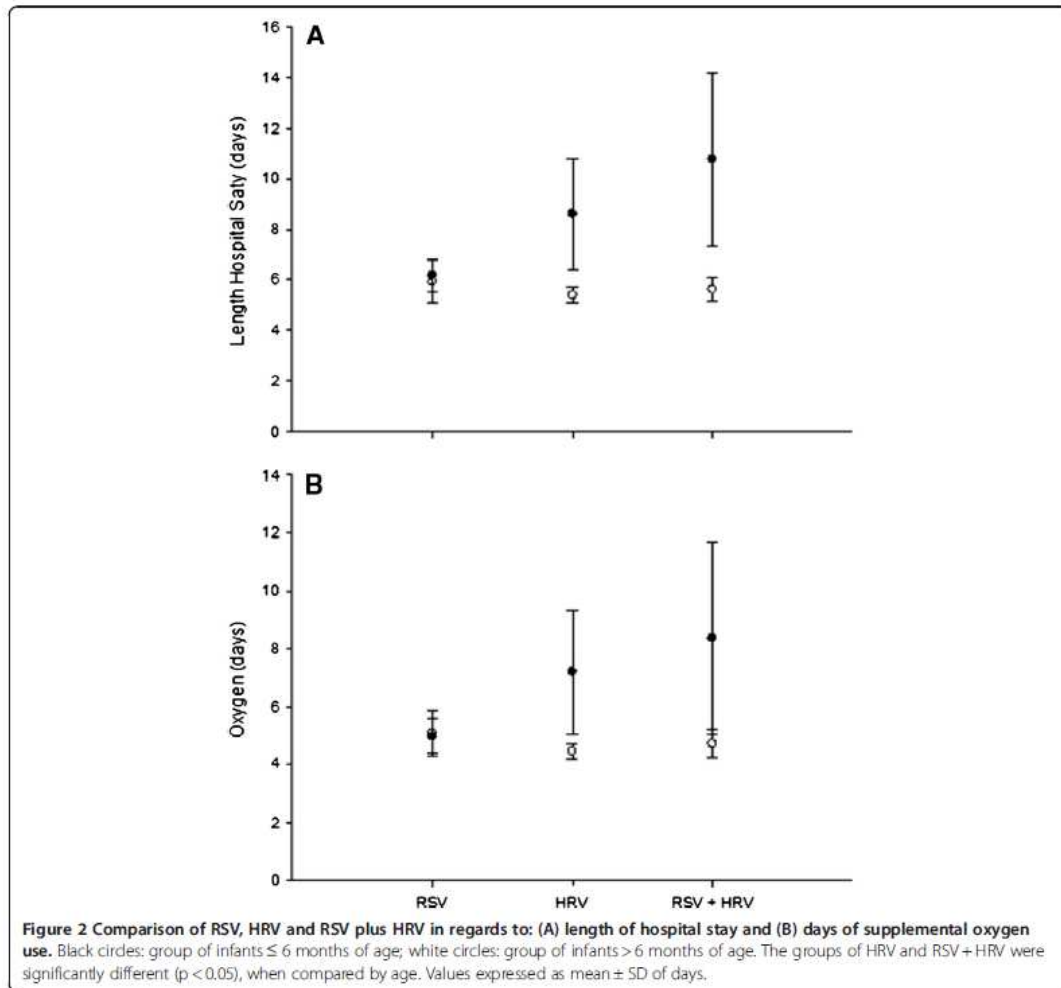 A
16
14
12
10
8
6
4
2
0
Length Hospital Saty (days)
B
14
12
10
8
6
4
2
0
Oxygen (days)
RSV HRV RSV + HRV
Figure 2 Comparison of RSV, HRV and RSV plus HRV in regards to: (A) length of hospital stay and (B) days of supplemental oxygen
use. Black circles: group of infants ≤ 6 months of age; white circles: group of infants > 6 months of age. The groups of HRV and RSV + HRV were
significantly different (p < 0.05), when compared by age. Values expressed as mean ± SD of days.